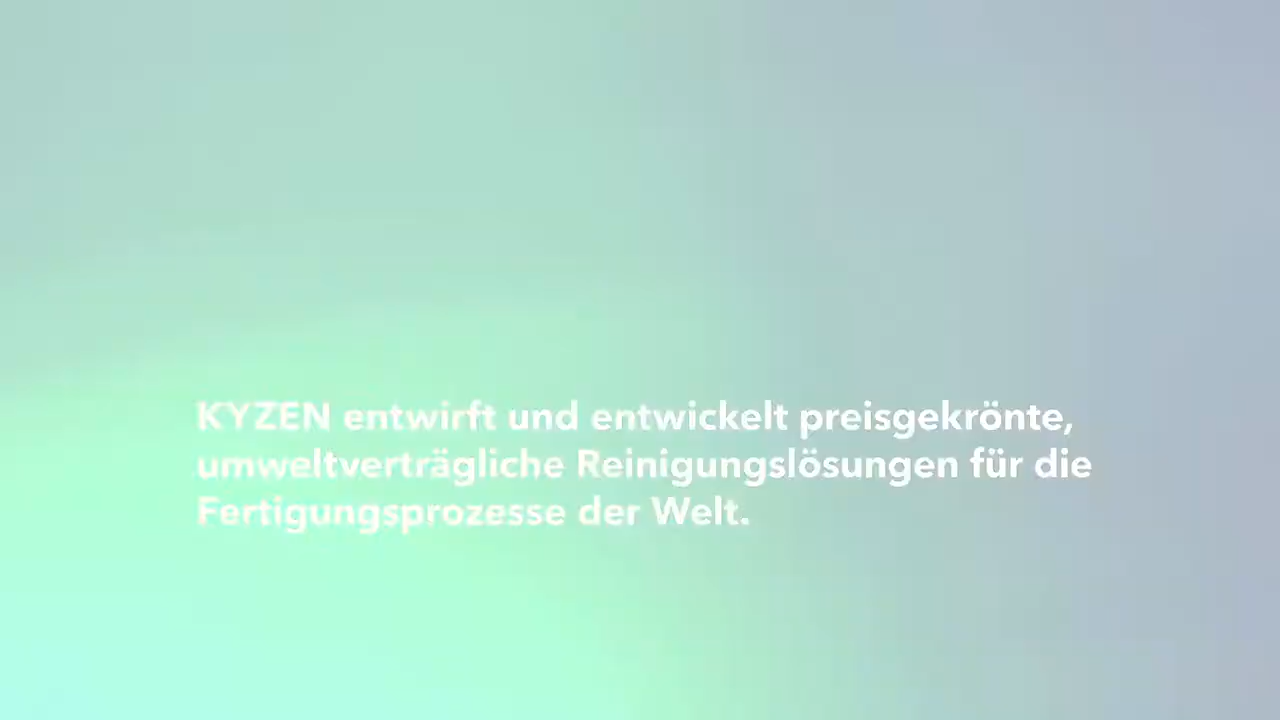 KYZEN entwirft und entwickelt preisgekrönte,
umweltverträgliche Reinigungslösungen für die
Fertigungsprozesse der Welt.